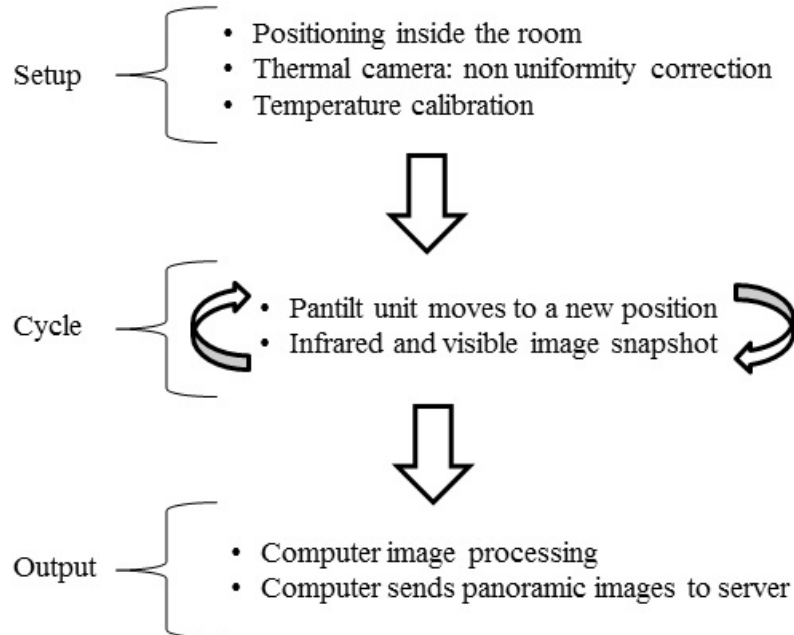 Setup
• Positioning inside the room
• Thermal camera: non uniformity correction
• Temperature calibration
Cycle
• Pantilt unit moves to a new position
• Infrared and visible image snapshot
Output
• Computer image processing
• Computer sends panoramic images to server